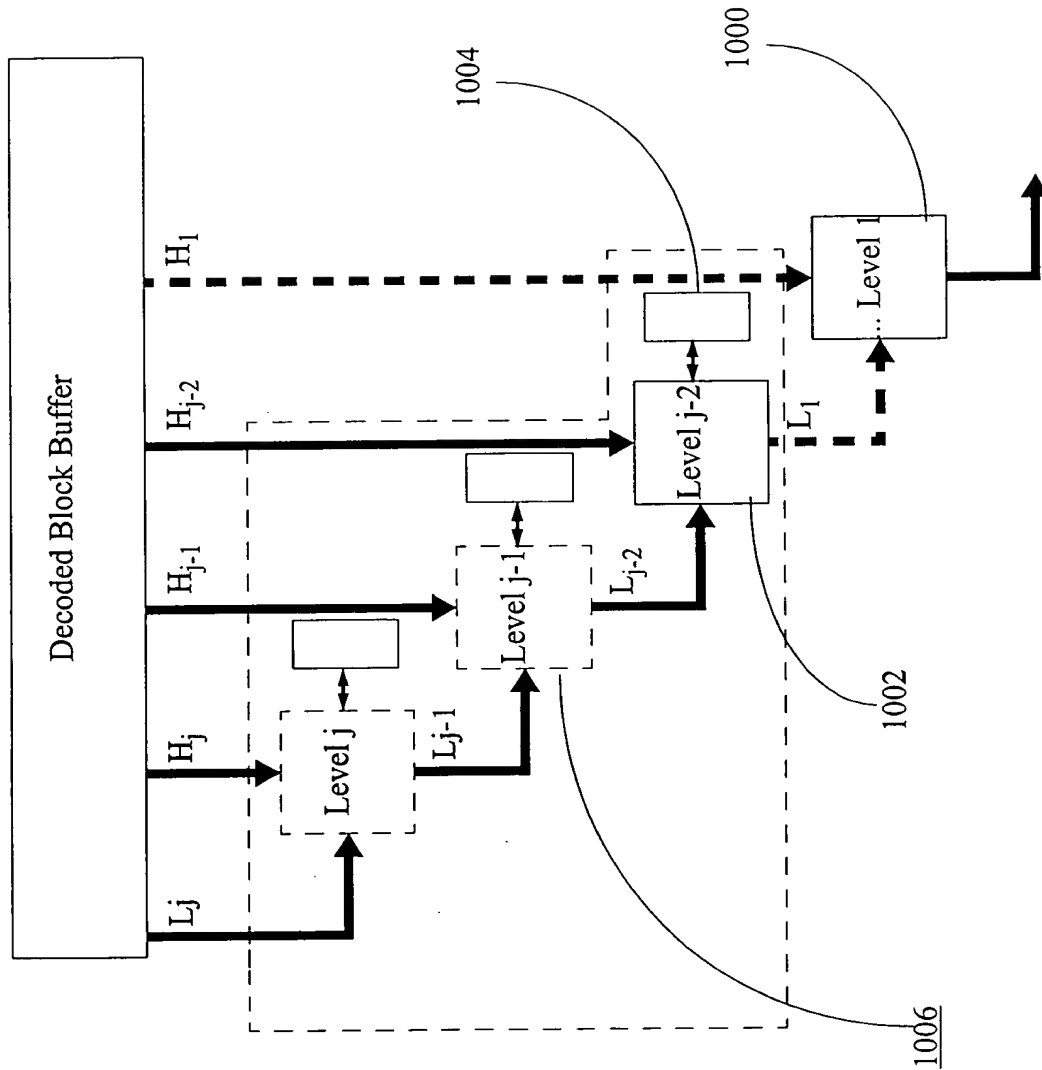 Decoded Block Buffer
Lj
Hj
Hj-1
Hj-2
H1
Level j
Lj-1
Level j-1
Lj-2
Level j-2
L1
... Level 1
1006
1002
1004
1000